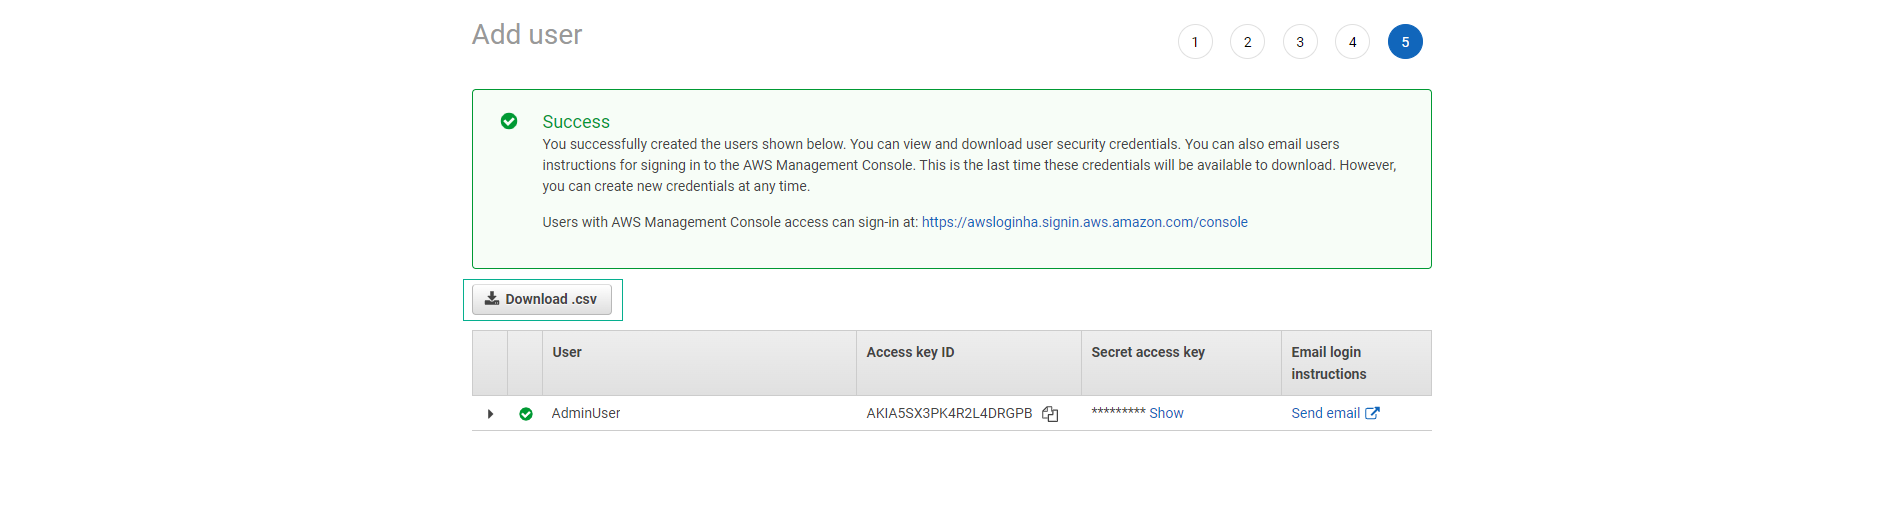 Add user
1 2 3 4 5
Success
You successfully created the users shown below. You can view and download user security credentials. You can also email users
instructions for signing in to the AWS Management Console. This is the last time these credentials will be available to download. However,
you can create new credentials at any time.
Users with AWS Management Console access can sign-in at: https://awsloginha.signin.aws.amazon.com/console
Download .csv
User Access key ID Secret access key Email login
instructions
AdminUser AKIA5SX3PK4R2L4DRGPB ********* Show Send email